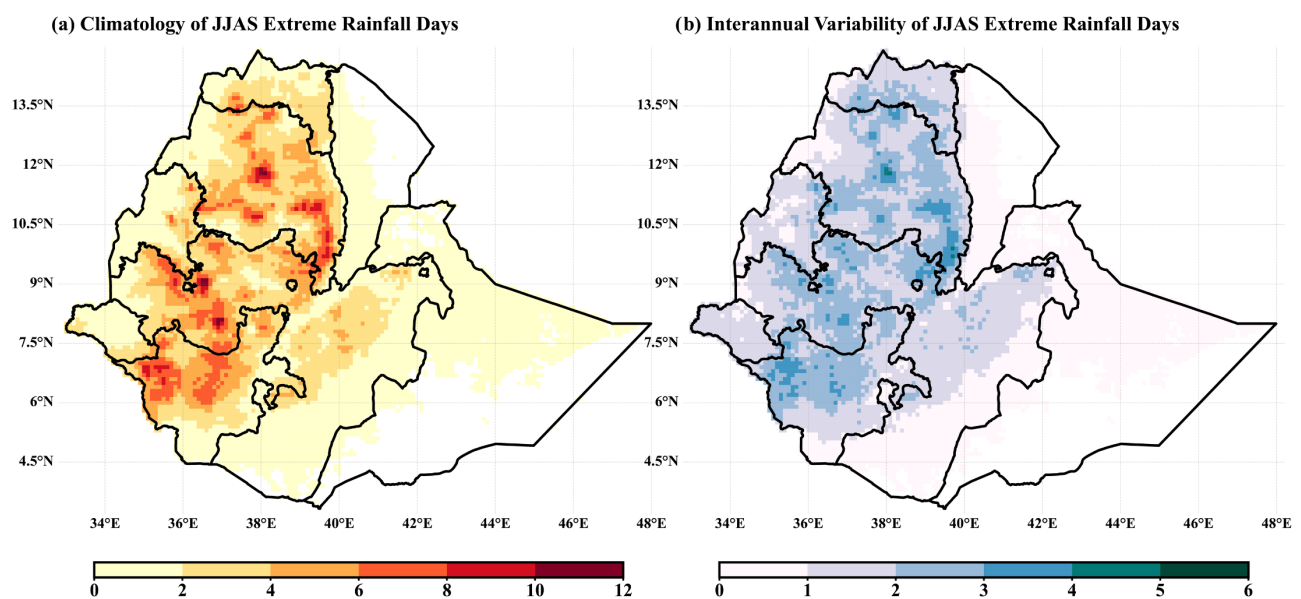 (a) Climatology of JJAS Extreme Rainfall Days
(b) Interannual Variability of JJAS Extreme Rainfall Days
13.5°N
12°N
10.5°N
9°N
7.5°N
6°N
4.5°N
34°E 36°E 38°E 40°E 42°E 44°E 46°E 48°E
0 2 4 6 8 10 12
13.5°N
12°N
10.5°N
9°N
7.5°N
6°N
4.5°N
34°E 36°E 38°E 40°E 42°E 44°E 46°E 48°E
0 1 2 3 4 5 6